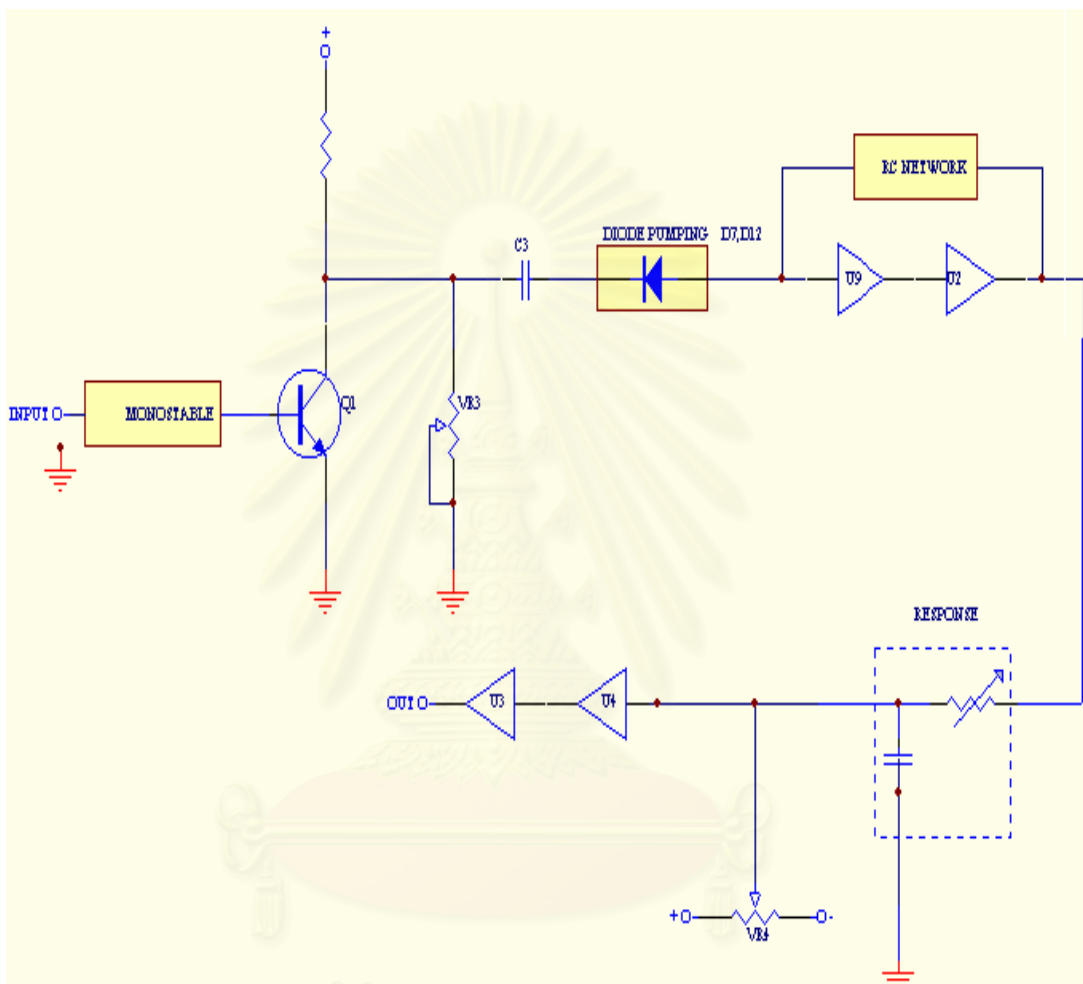 +
RC NETWORK
DIODE PUMPING D7,D12
C3
U9
U2
VR3
Q1
INPUT
MONOSTABLE
RESPONSE
OUT
U3
U4
+
-
VR4